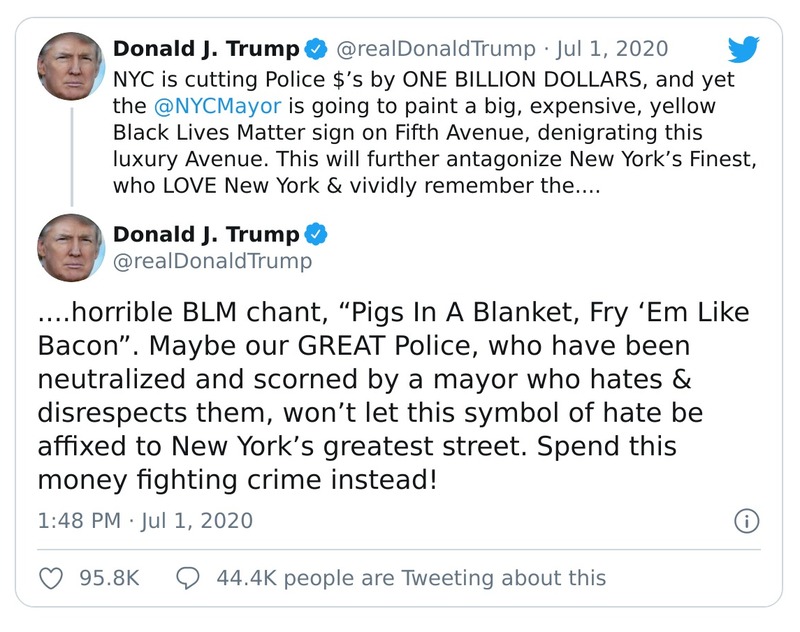 Donald J. Trump @realDonaldTrump · Jul 1, 2020
NYC is cutting Police $’s by ONE BILLION DOLLARS, and yet
the @NYCMayor is going to paint a big, expensive, yellow
Black Lives Matter sign on Fifth Avenue, denigrating this
luxury Avenue. This will further antagonize New York’s Finest,
who LOVE New York & vividly remember the....
Donald J. Trump
@realDonaldTrump
....horrible BLM chant, “Pigs In A Blanket, Fry ‘Em Like
Bacon”. Maybe our GREAT Police, who have been
neutralized and scorned by a mayor who hates &
disrespects them, won’t let this symbol of hate be
affixed to New York’s greatest street. Spend this
money fighting crime instead!
1:48 PM · Jul 1, 2020
95.8K 44.4K people are Tweeting about this